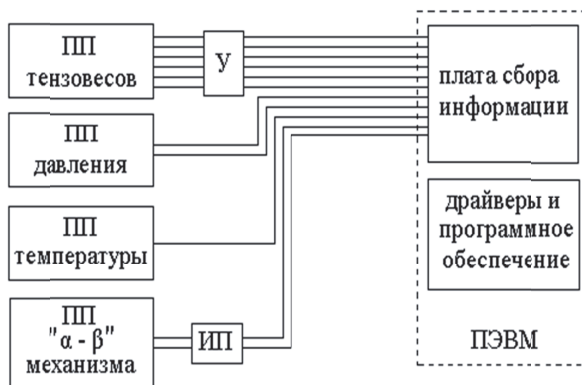 ПП
тензовесов
У
ПП
давления
ПП
температуры
ПП
"α - β"
механизма
ИП
плата сбора
информации
драйверы и
программное
обеспечение
ПЭВМ